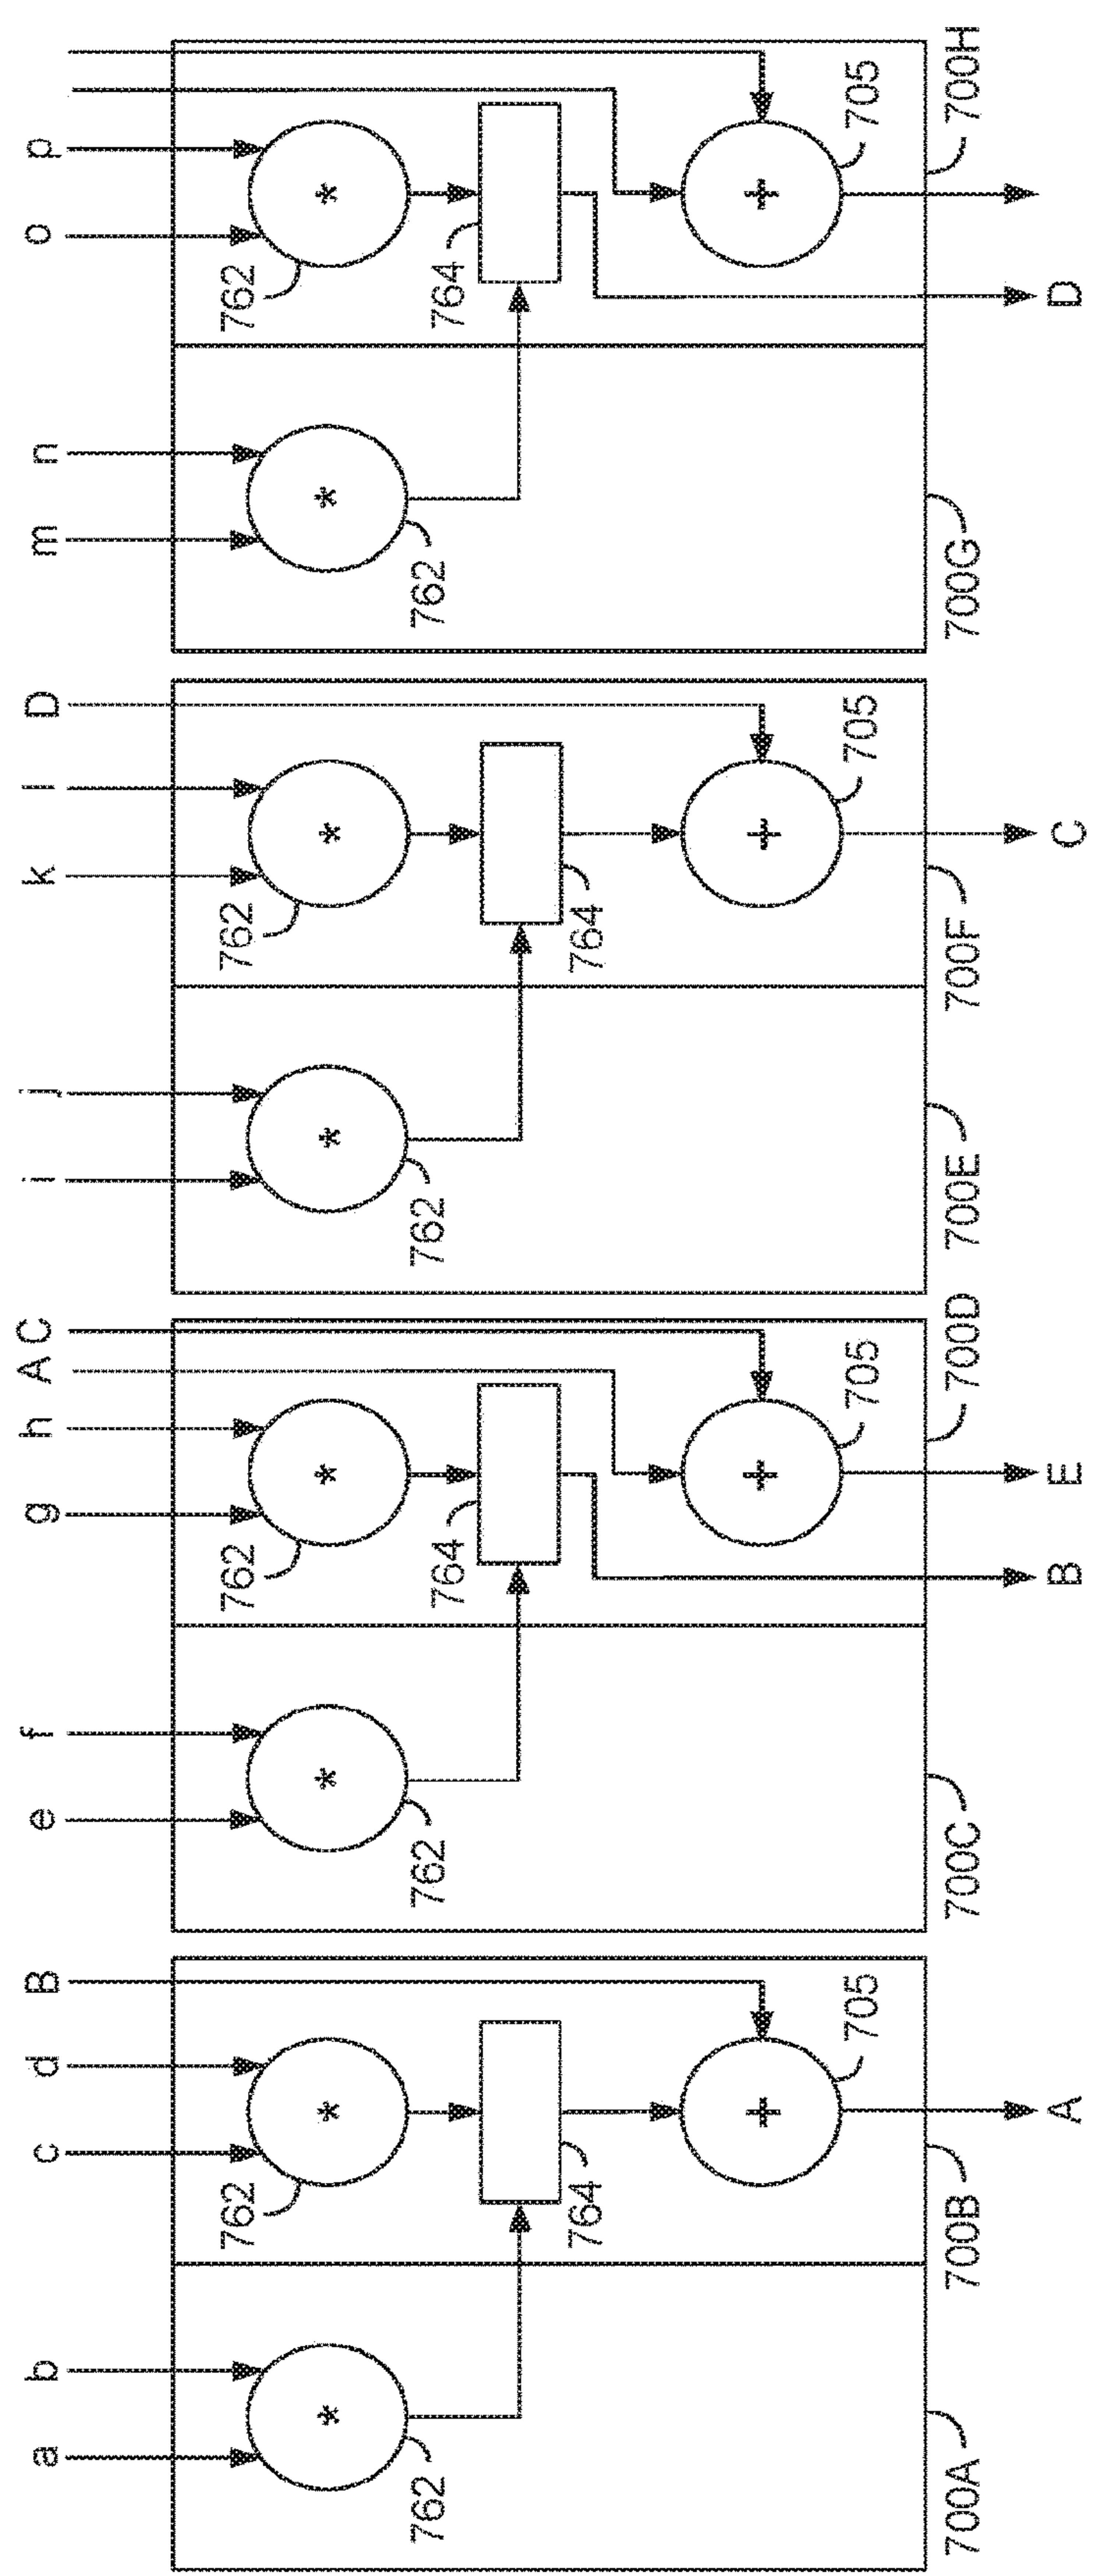 a b c d B e f g h A C i j k l D m n o p
762 762 762 762
* * * * * * * *
762 762 764 762 762 764
764 764
+ + + +
705 705 705 705
700A 700B 700C 700D 700E 700F 700G 700H
A B E C D